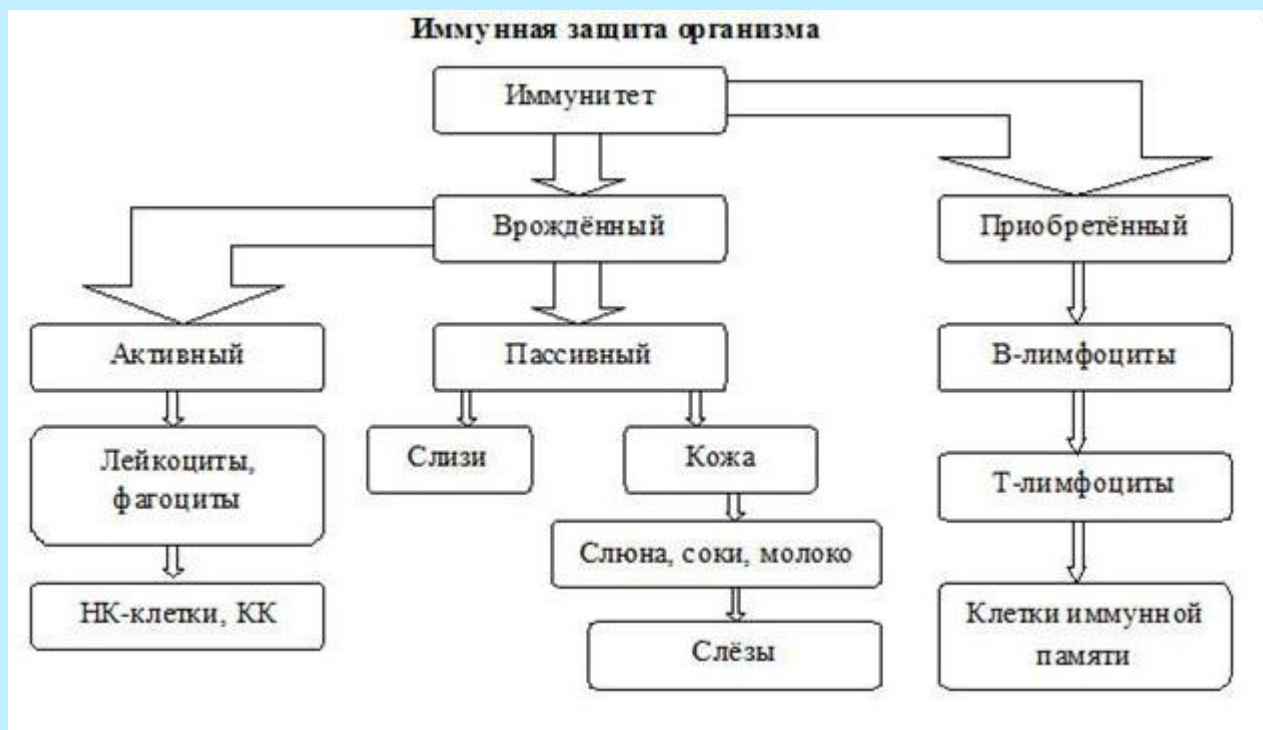 Иммунная защита организма
Иммунитет
Врождённый
Приобретённый
Активный
Пассивный
В-лимфоциты
Лейкоциты,
фагоциты
Слизи
Кожа
Т-лимфоциты
Слюна, соки, молоко
НК-клетки, КК
Слёзы
Клетки иммунной
памяти